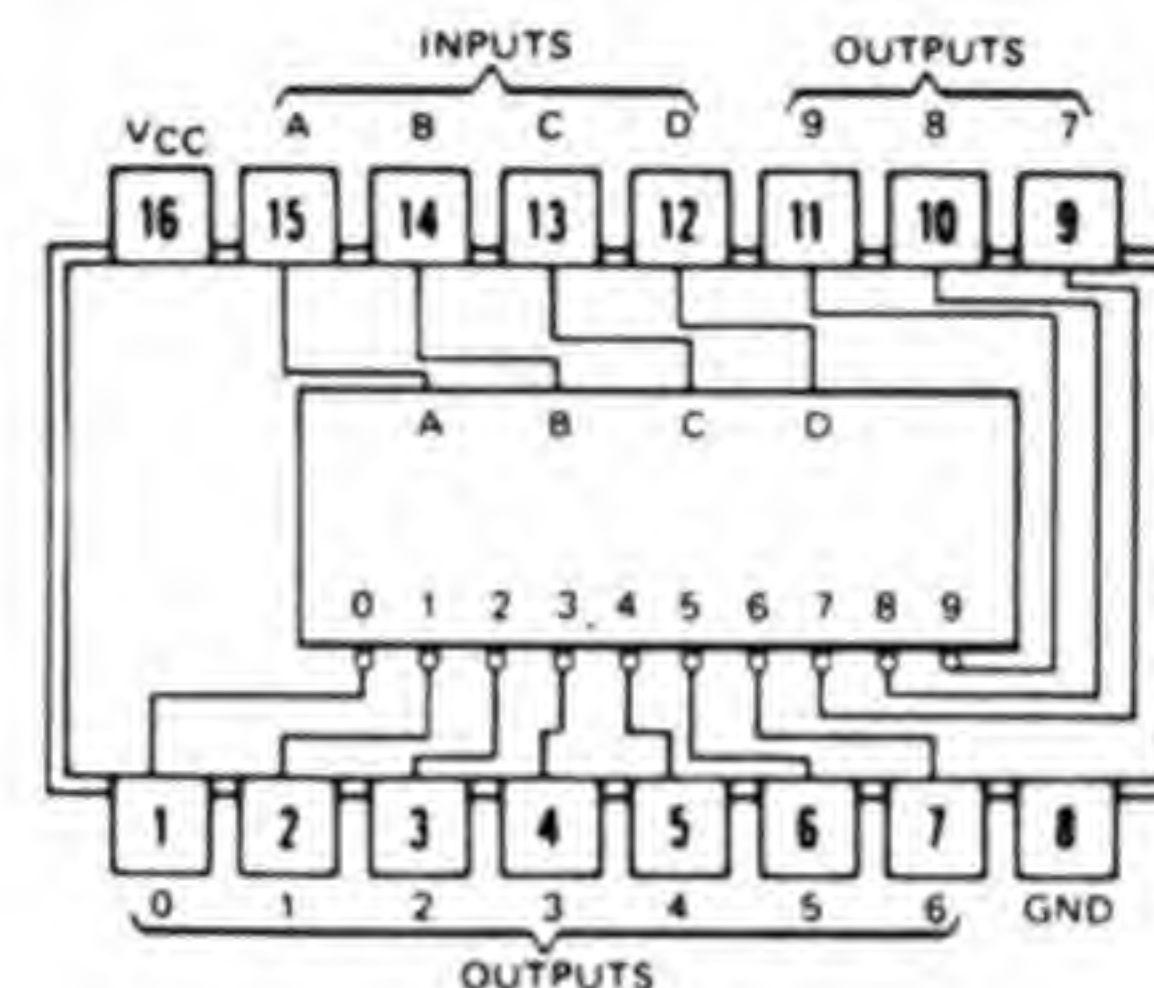 INPUTS OUTPUTS
VCC A B C D 9 8 7
16 15 14 13 12 11 10 9
A B C D
0 1 2 3 4 5 6 7 8 9
1 2 3 4 5 6 7 8
0 1 2 3 4 5 6 GND
OUTPUTS